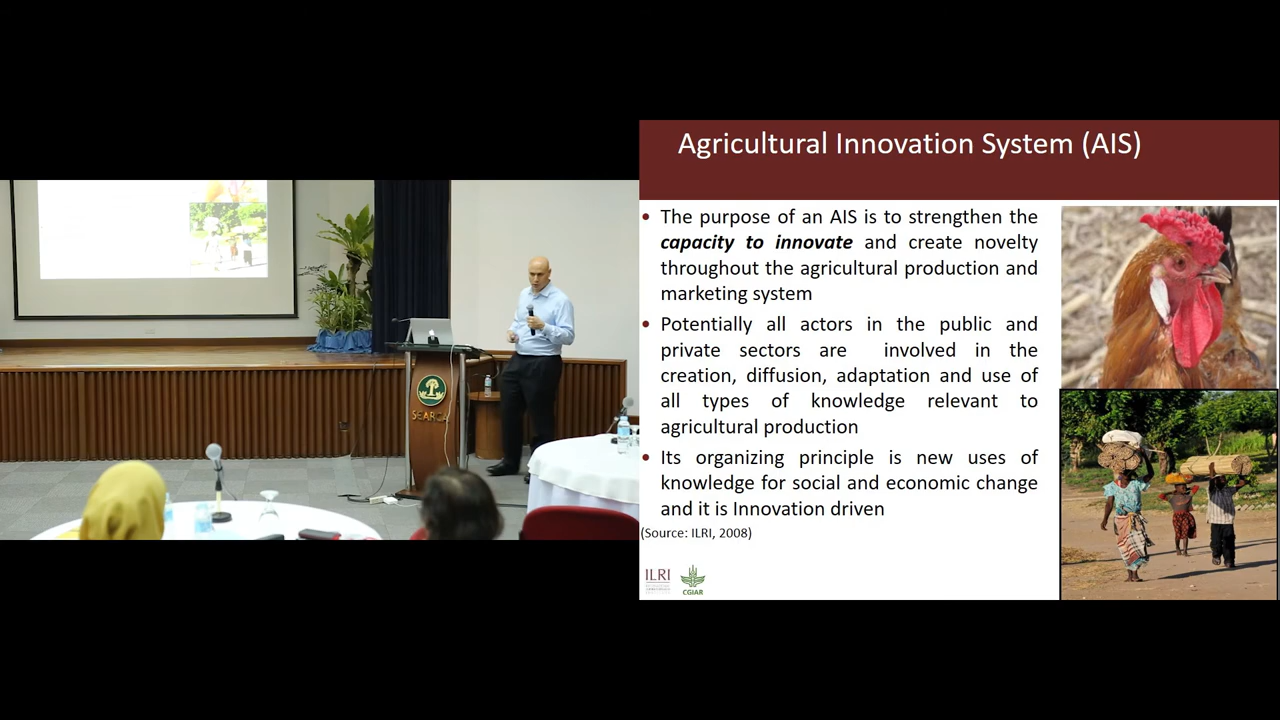 Agricultural Innovation System (AIS)
• The purpose of an AIS is to strengthen the
capacity to innovate and create novelty
throughout the agricultural production and
marketing system
• Potentially all actors in the public and
private sectors are involved in the
creation, diffusion, adaptation and use of
all types of knowledge relevant to
agricultural production
• Its organizing principle is new uses of
knowledge for social and economic change
and it is Innovation driven
(Source: ILRI, 2008)
ILRI
CGIAR
SEARCA